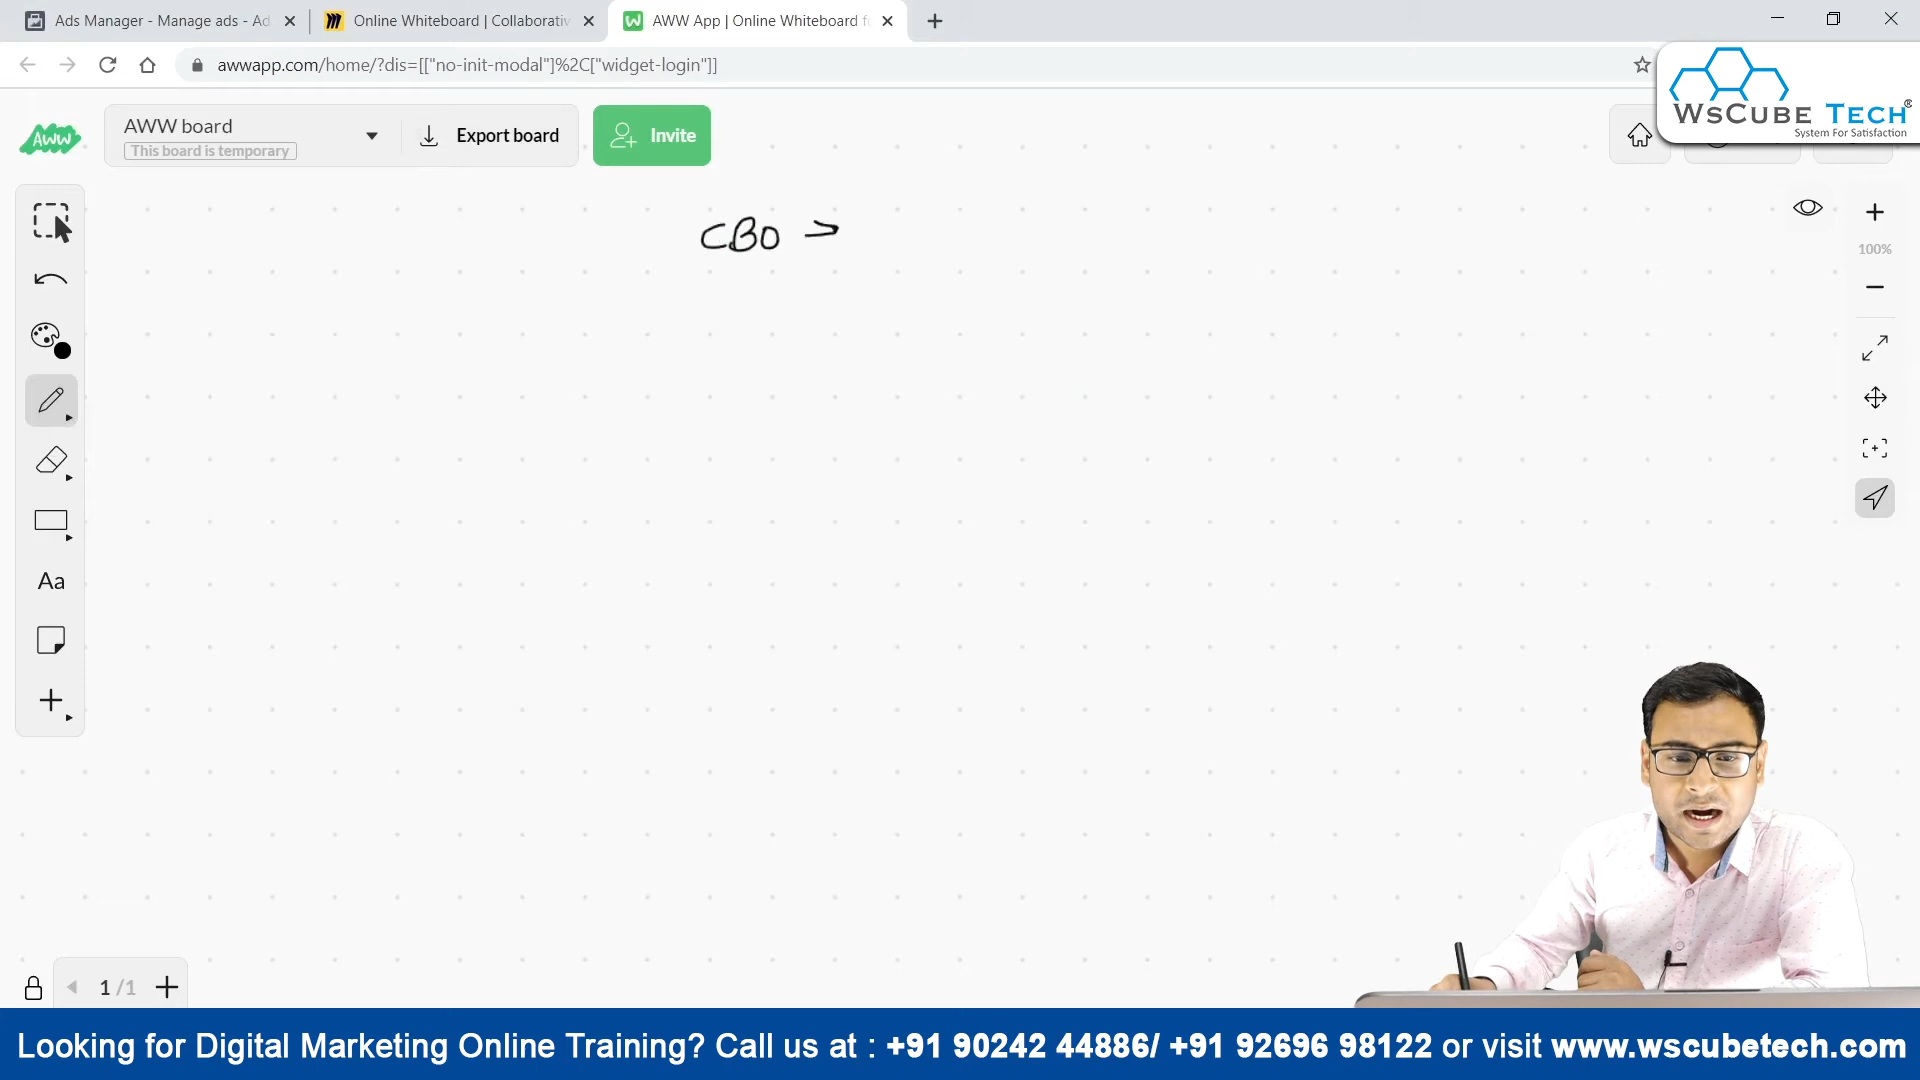 Ads Manager - Manage ads - Ad
Online Whiteboard | Collaborativ
AWW App | Online Whiteboard f
awwapp.com/home/?dis=[["no-init-modal"]%2C["widget-login"]]
WsCube Tech®
System For Satisfaction
AWW
AWW board
This board is temporary
Export board
Invite
CBO >
100%
Aa
1 /1
Looking for Digital Marketing Online Training? Call us at : +91 90242 44886/ +91 92696 98122 or visit www.wscubetech.com